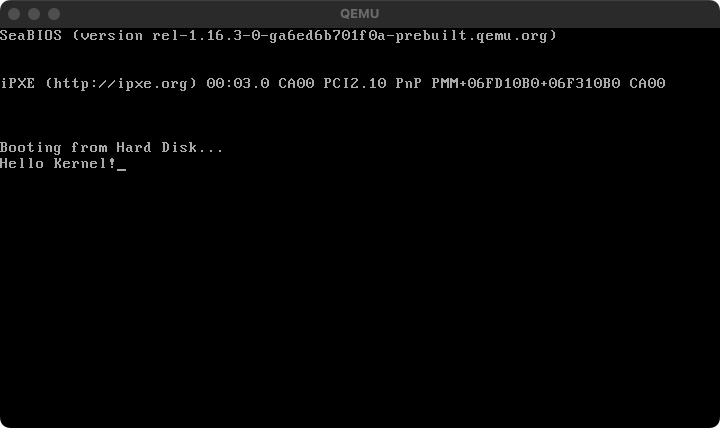 QEMU
SeaBIOS (version rel-1.16.3-0-ga6ed6b701f0a-prebuilt.qemu.org)
iPXE (http://ipxe.org) 00:03.0 CA00 PCI2.10 PnP PMM+06FD10B0+06F310B0 CA00
Booting from Hard Disk...
Hello Kernel!_